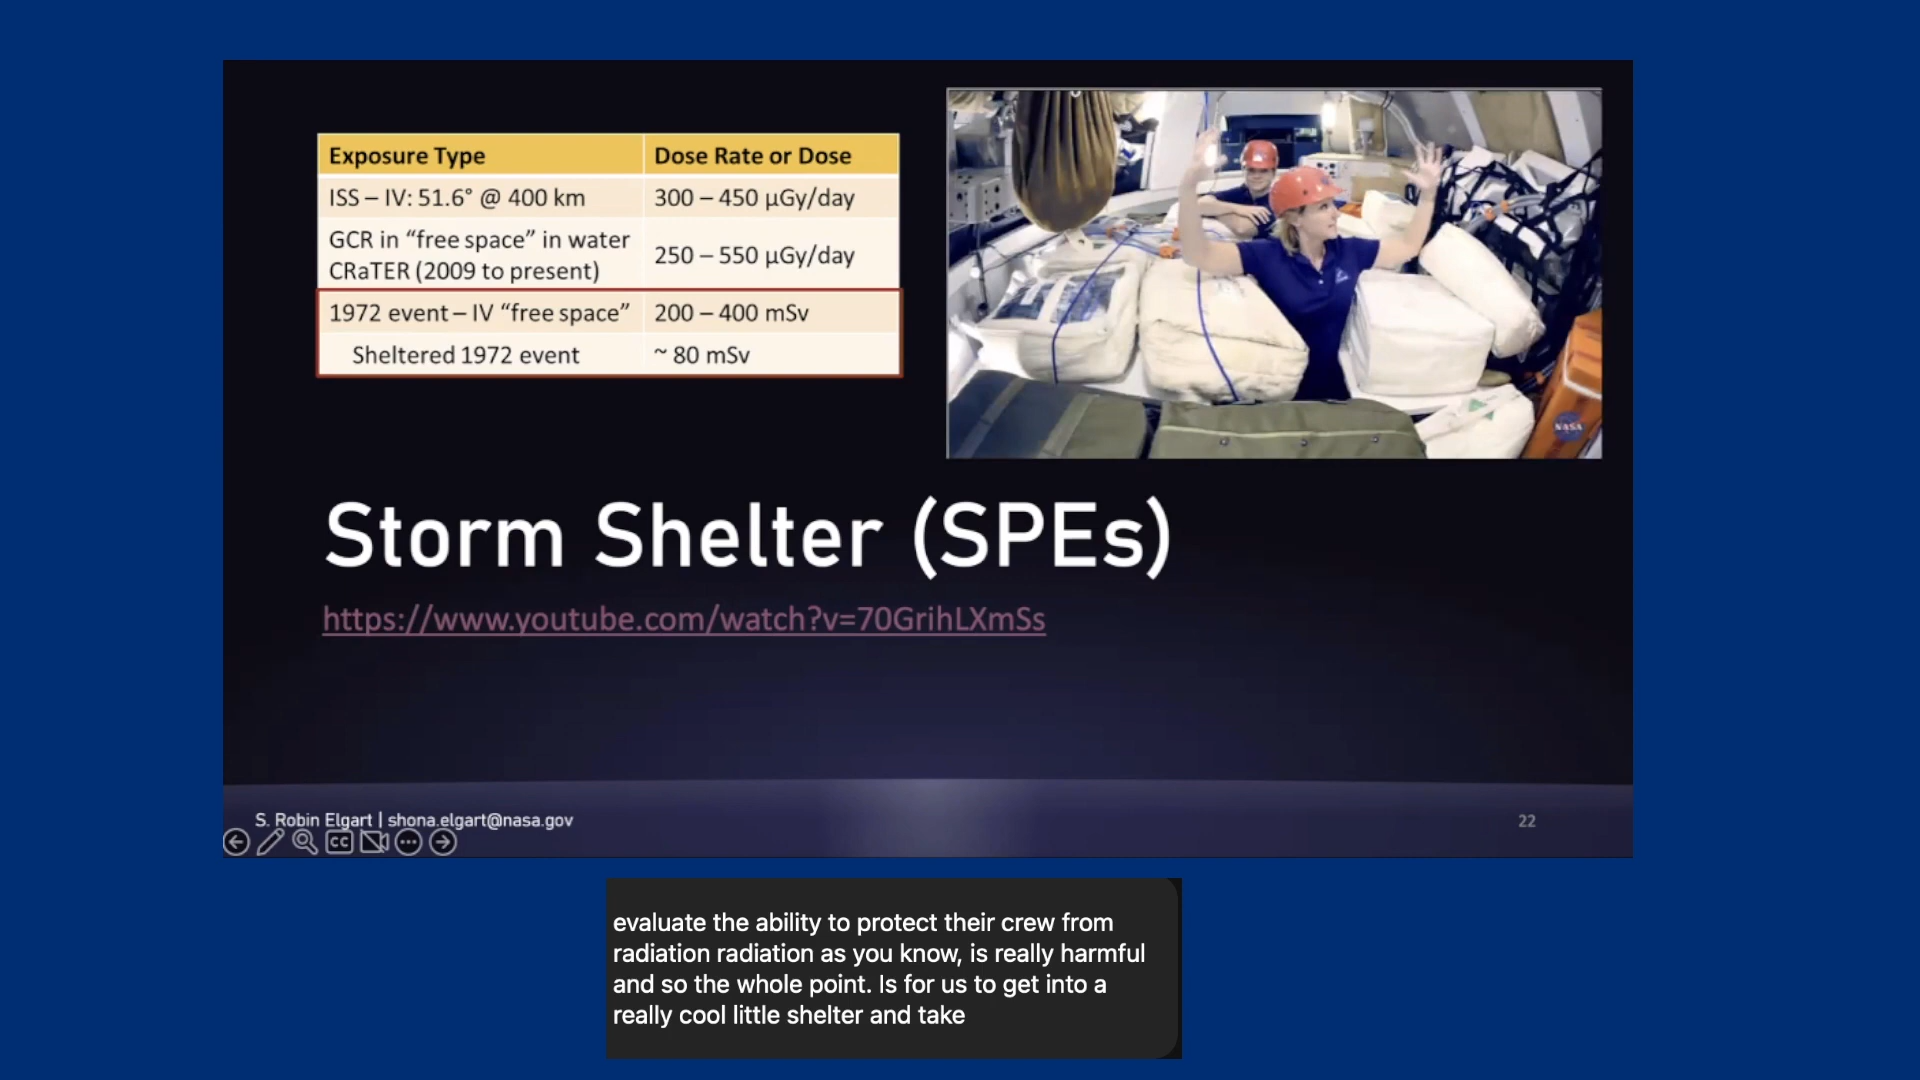 Exposure Type
Dose Rate or Dose
ISS – IV: 51.6° @ 400 km
300 – 450 µGy/day
GCR in “free space” in water
CRaTER (2009 to present)
250 – 550 µGy/day
1972 event – IV “free space”
200 – 400 mSv
Sheltered 1972 event
~ 80 mSv
NASA
Storm Shelter (SPEs)
https://www.youtube.com/watch?v=70GrihLXmSs
S. Robin Elgart | shona.elgart@nasa.gov
22
CC
evaluate the ability to protect their crew from
radiation radiation as you know, is really harmful
and so the whole point. Is for us to get into a
really cool little shelter and take